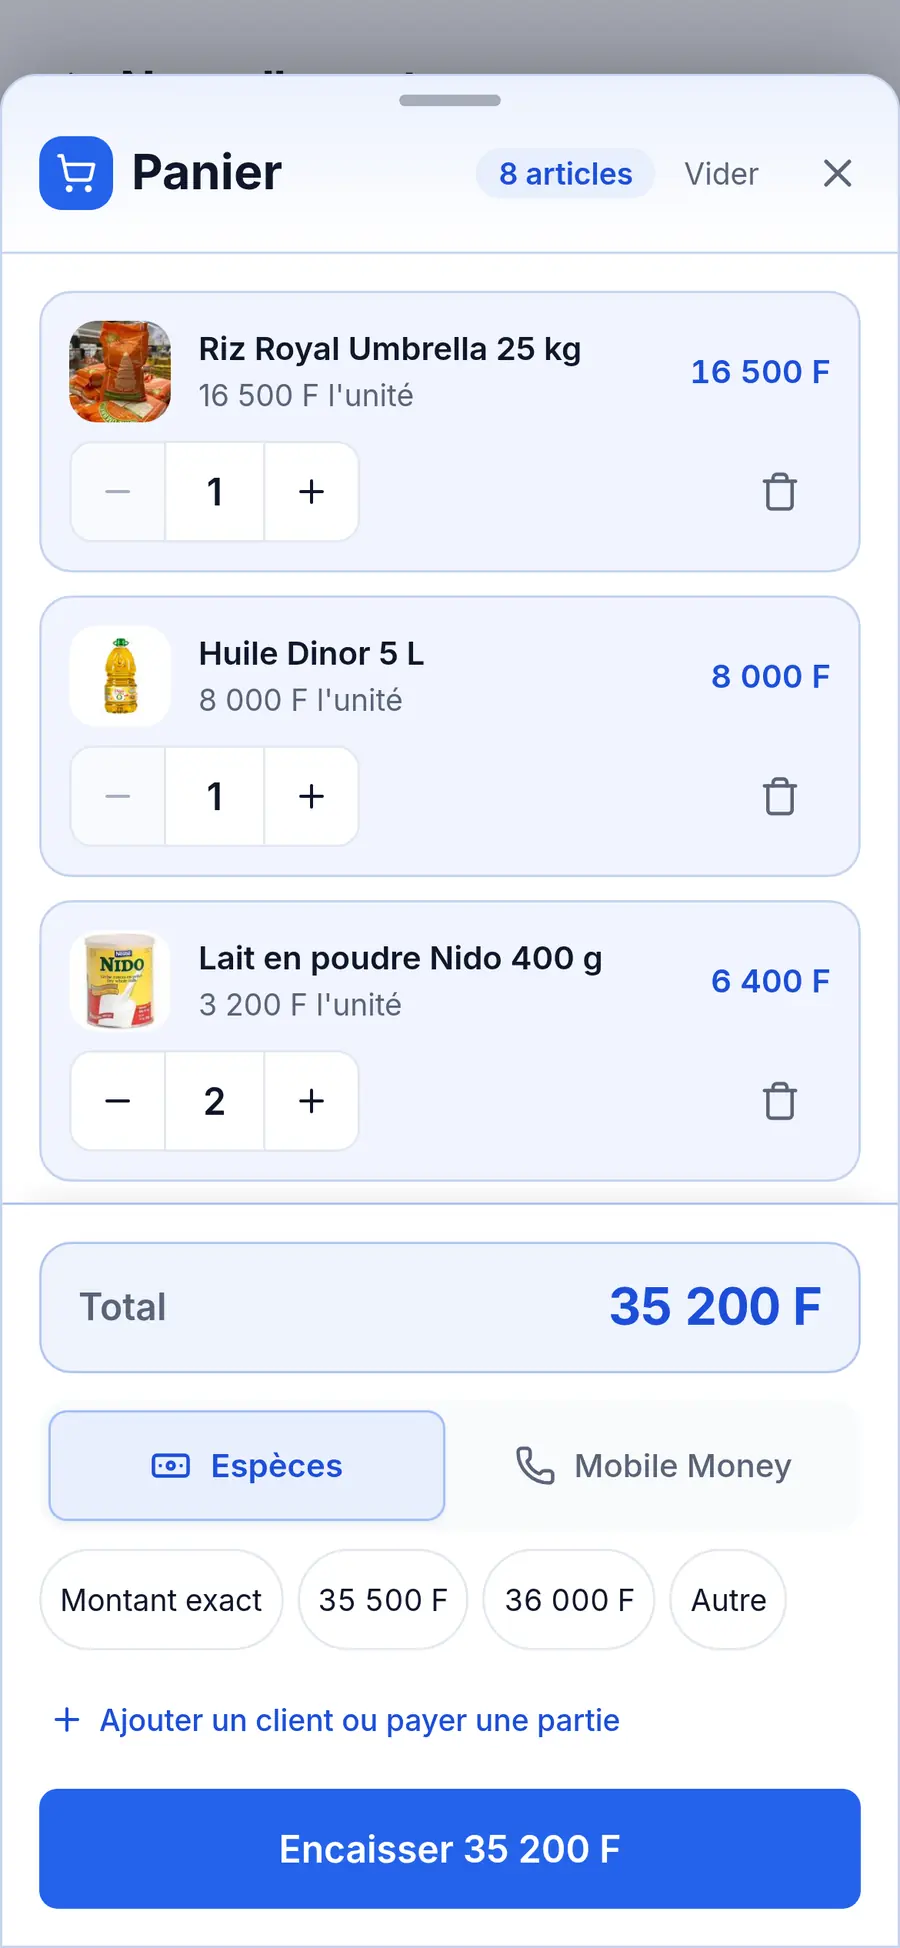 Panier
8 articles
Vider
Riz Royal Umbrella 25 kg
16 500 F l'unité
16 500 F
1
Huile Dinor 5 L
8 000 F l'unité
8 000 F
1
NIDO
Lait en poudre Nido 400 g
3 200 F l'unité
6 400 F
2
Total
35 200 F
Espèces
Mobile Money
Montant exact
35 500 F
36 000 F
Autre
Ajouter un client ou payer une partie
Encaisser 35 200 F